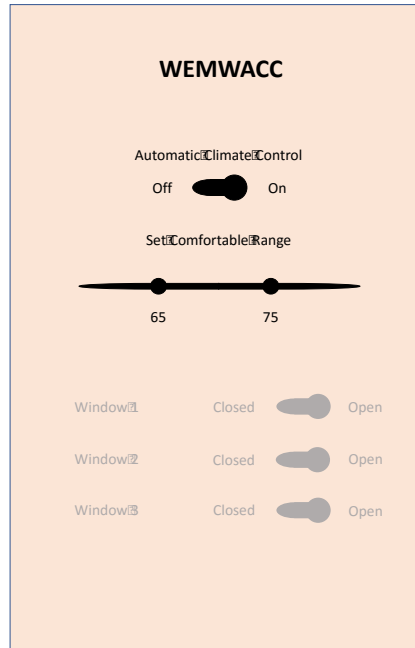 WEMWACC
Automatic Climate Control
Off On
Set Comfortable Range
65 75
Window 1 Closed Open
Window 2 Closed Open
Window 3 Closed Open